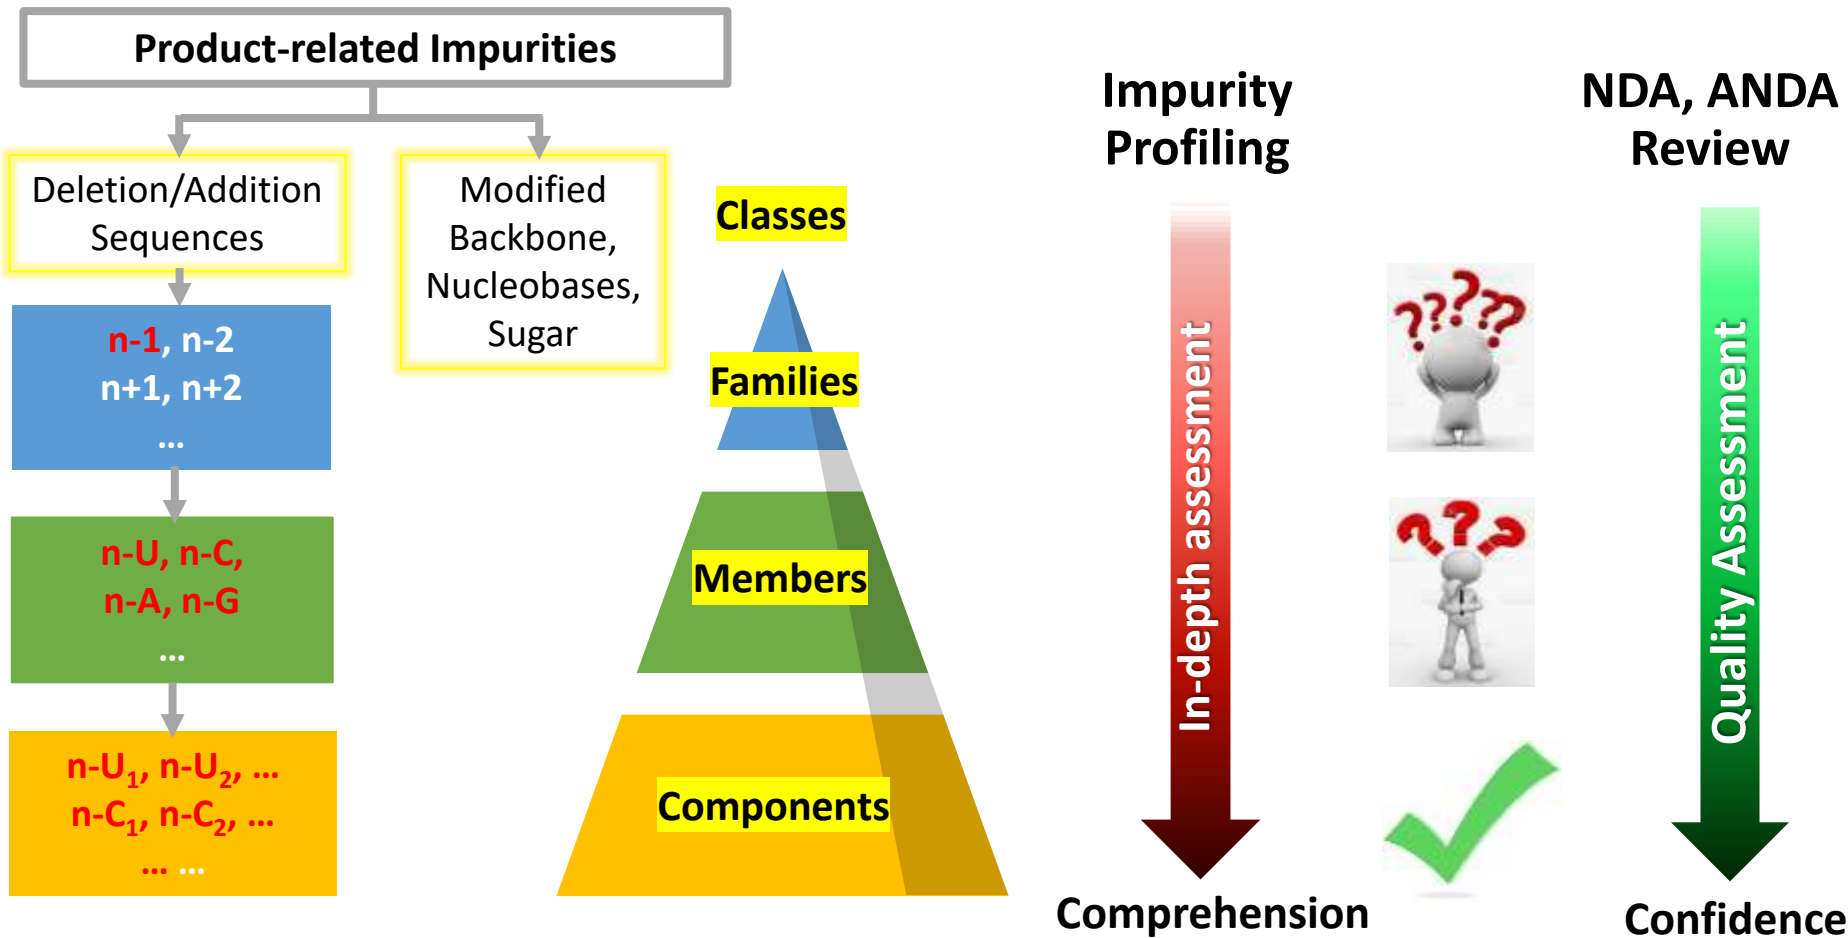 Product-related Impurities
Deletion/Addition
Sequences
Modified
Backbone,
Nucleobases,
Sugar
n-1, n-2
n+1, n+2
...
n-U, n-C,
n-A, n-G
...
n-U₁, n-U₂, ...
n-C₁, n-C₂, ...
... ...
Classes
Families
Members
Components
Impurity
Profiling
In-depth assessment
Comprehension
?????
???
NDA, ANDA
Review
Quality Assessment
Confidence